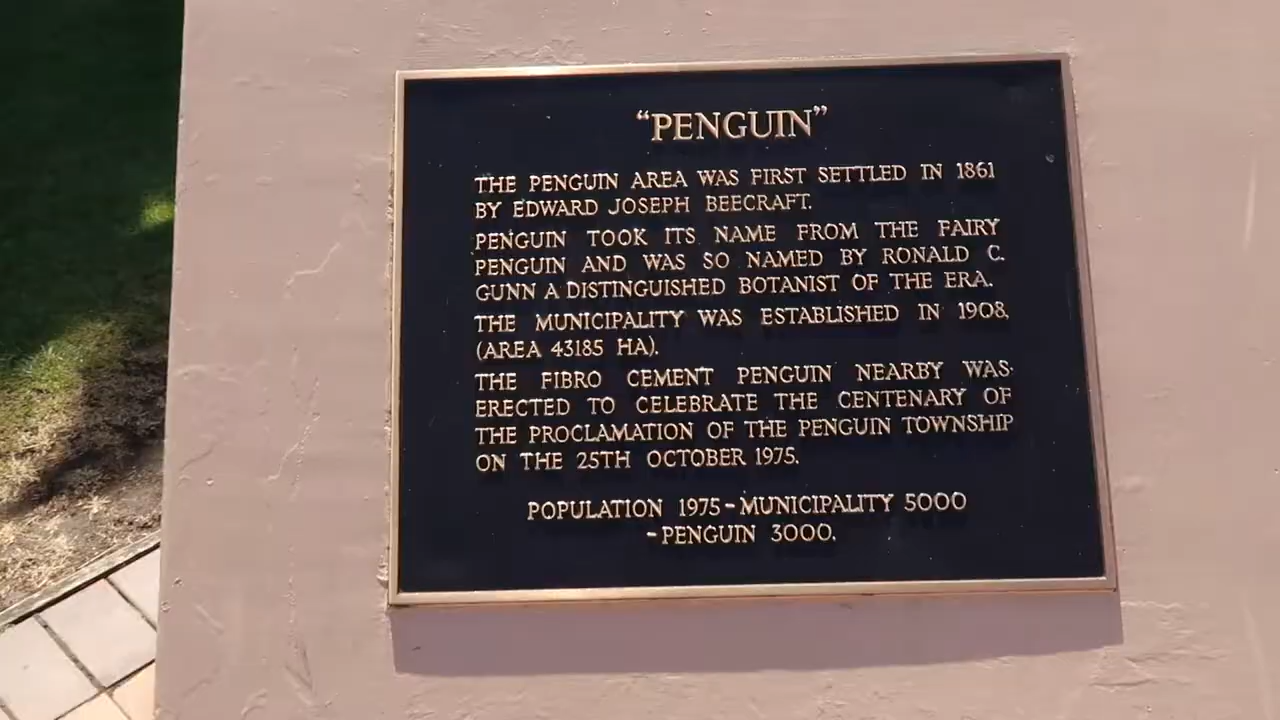 “PENGUIN”
THE PENGUIN AREA WAS FIRST SETTLED IN 1861
BY EDWARD JOSEPH BEECRAFT.
PENGUIN TOOK ITS NAME FROM THE FAIRY
PENGUIN AND WAS SO NAMED BY RONALD C.
GUNN A DISTINGUISHED BOTANIST OF THE ERA.
THE MUNICIPALITY WAS ESTABLISHED IN 1908,
(AREA 43185 HA).
THE FIBRO CEMENT PENGUIN NEARBY WAS
ERECTED TO CELEBRATE THE CENTENARY OF
THE PROCLAMATION OF THE PENGUIN TOWNSHIP
ON THE 25TH OCTOBER 1975.
POPULATION 1975 - MUNICIPALITY 5000
- PENGUIN 3000.